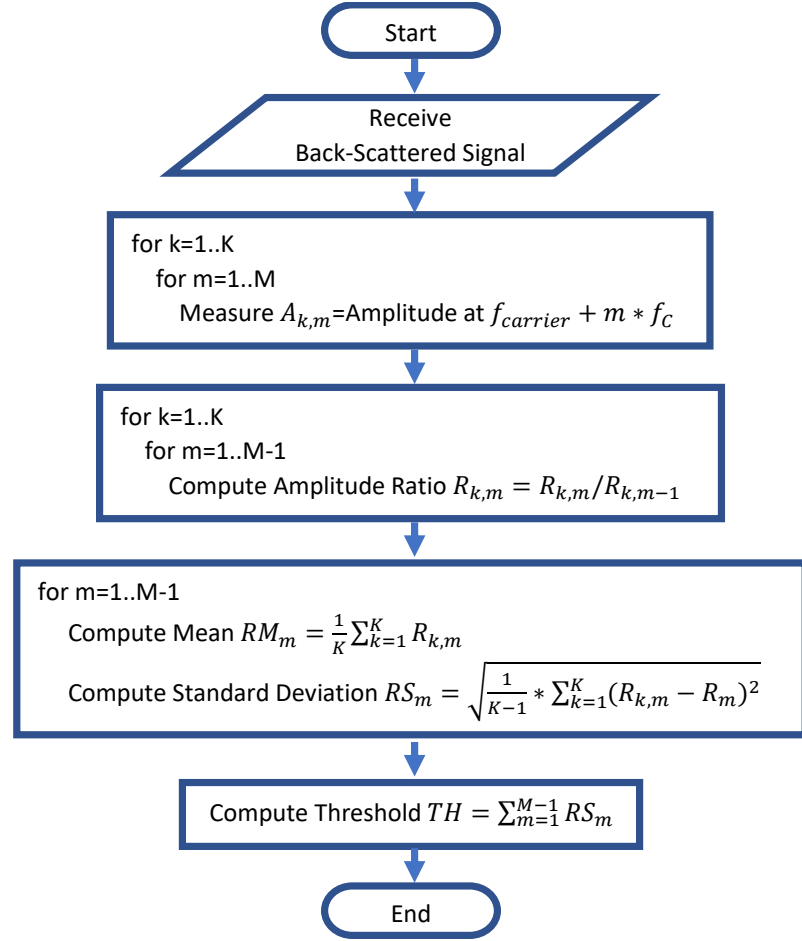 Start
Receive
Back-Scattered Signal
for k=1..K
for m=1..M
Measure $A_{k,m}$=Amplitude at $f_{carrier} + m * f_C$
for k=1..K
for m=1..M-1
Compute Amplitude Ratio $R_{k,m} = R_{k,m}/R_{k,m-1}$
for m=1..M-1
Compute Mean $RM_m = \frac{1}{K}\sum_{k=1}^{K} R_{k,m}$
Compute Standard Deviation $RS_m = \sqrt{\frac{1}{K-1} * \sum_{k=1}^{K}(R_{k,m} - R_m)^2}$
Compute Threshold $TH = \sum_{m=1}^{M-1} RS_m$
End